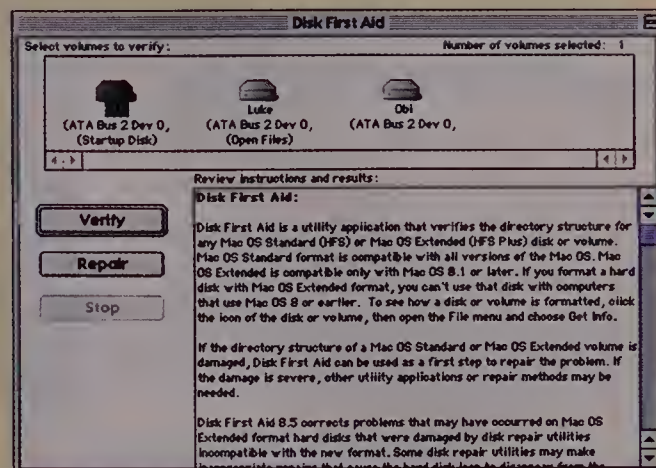 Disk First Aid
Select volumes to verify:
Number of volumes selected: 1
Luke
Obi
(ATA Bus 2 Dev 0,
(ATA Bus 2 Dev 0,
(ATA Bus 2 Dev 0,
(Startup Disk)
(Open Files)
Review instructions and results:
Verify
Repair
Stop
Disk First Aid:
Disk First Aid is a utility application that verifies the directory structure for
any Mac OS Standard (HFS) or Mac OS Extended (HFS Plus) disk or volume.
Mac OS Standard format is compatible with all versions of the Mac OS. Mac
OS Extended is compatible only with Mac OS 8.1 or later. If you format a hard
disk with Mac OS Extended format, you can't use that disk with computers
that use Mac OS 8 or earlier. To see how a disk or volume is formatted, click
the icon of the disk or volume, then open the File menu and choose Get Info.
If the directory structure of a Mac OS Standard or Mac OS Extended volume is
damaged, Disk First Aid can be used as a first step to repair the problem. If
the damage is severe, other utility applications or repair methods may be
needed.
Disk First Aid 8.5 corrects problems that may have occurred on Mac OS
Extended format hard disks that were damaged by disk repair utilities
incompatible with the new format. Some disk repair utilities may make